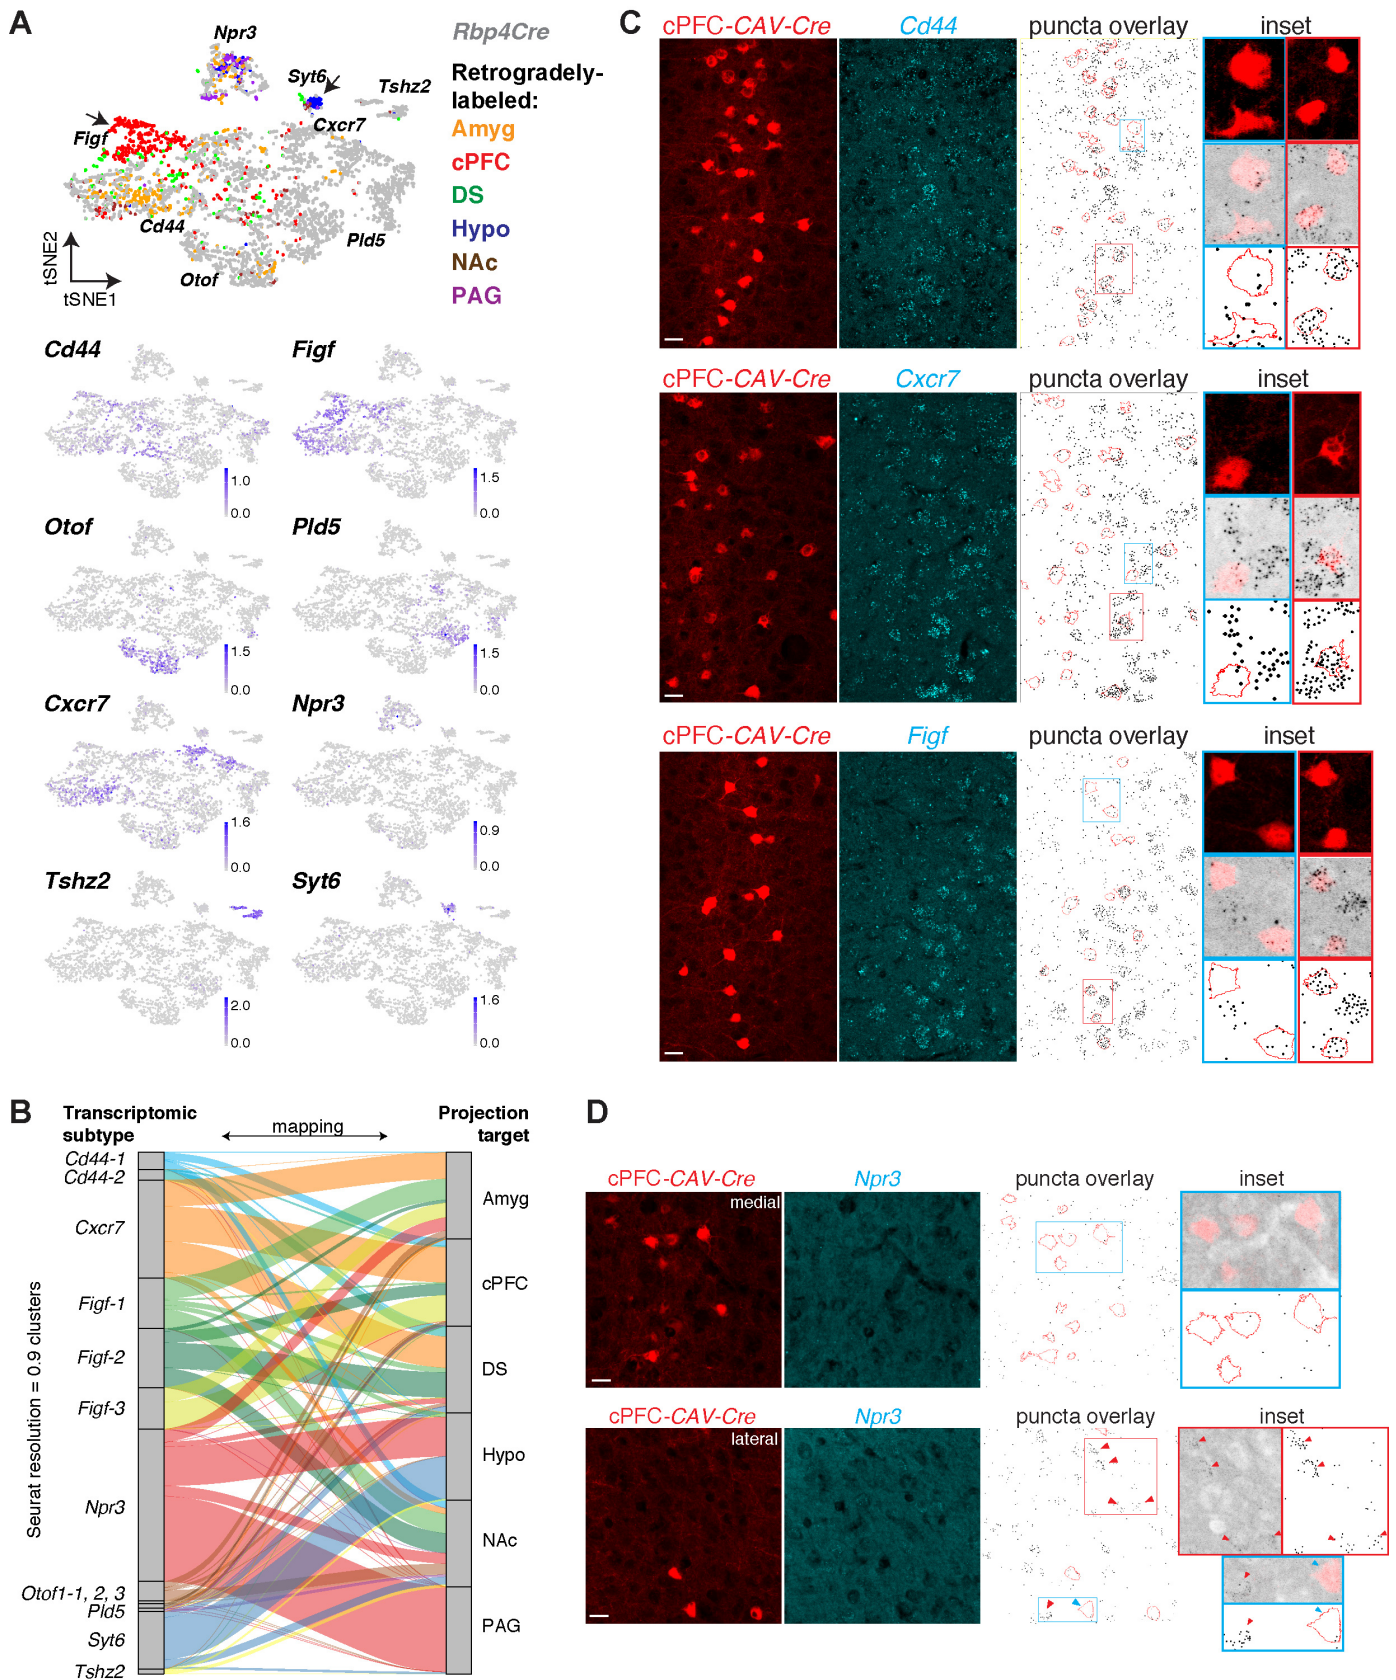 A
Npr3
Rbp4Cre
Syt6
Tshz2
Cxcr7
Figf
Cd44
Pld5
Otof
tSNE2
tSNE1
Retrogradely-
labeled:
Amyg
cPFC
DS
Hypo
NAc
PAG
Cd44
1.0
0.0
Figf
1.5
0.0
Otof
1.5
0.0
Pld5
1.5
0.0
Cxcr7
1.6
0.0
Npr3
0.9
0.0
Tshz2
2.0
0.0
Syt6
1.6
0.0
B
Transcriptomic
subtype
mapping
Projection
target
Seurat resolution = 0.9 clusters
Cd44-1
Cd44-2
Cxcr7
Figf-1
Figf-2
Figf-3
Npr3
Otof1-1, 2, 3
Pld5
Syt6
Tshz2
Amyg
cPFC
DS
Hypo
NAc
PAG
C
cPFC-CAV-Cre Cd44 puncta overlay inset
cPFC-CAV-Cre Cxcr7 puncta overlay inset
cPFC-CAV-Cre Figf puncta overlay inset
D
cPFC-CAV-Cre Npr3 puncta overlay inset
medial
cPFC-CAV-Cre Npr3 puncta overlay inset
lateral